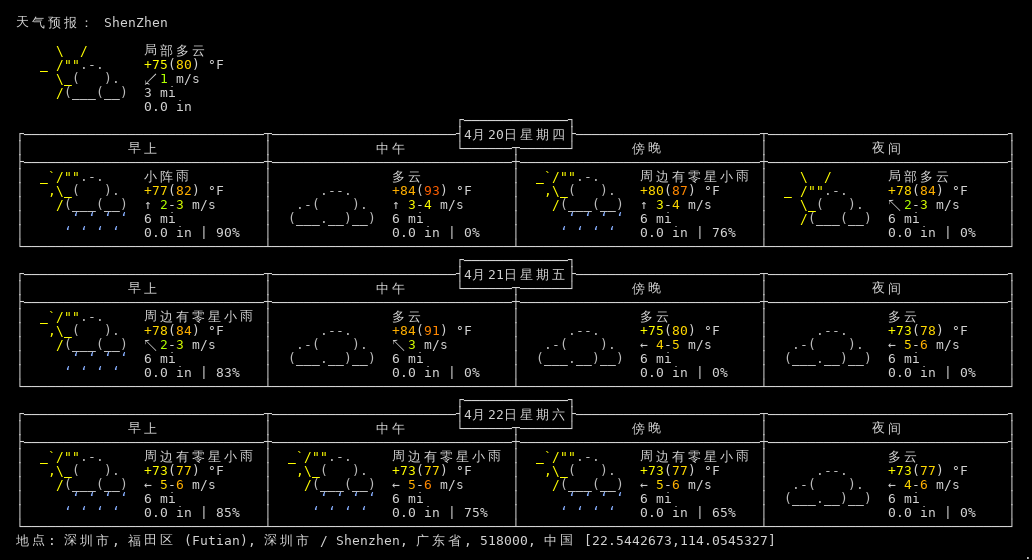 天气预报： ShenZhen
局部多云
+75(80) °F
↙ 1 m/s
3 mi
0.0 in
4月20日星期四
早上 中午 傍晚 夜间
小阵雨 多云 周边有零星小雨 局部多云
+77(82) °F +84(93) °F +80(87) °F +78(84) °F
↑ 2-3 m/s ↑ 3-4 m/s ↑ 3-4 m/s ↖ 2-3 m/s
6 mi 6 mi 6 mi 6 mi
0.0 in | 90% 0.0 in | 0% 0.0 in | 76% 0.0 in | 0%
4月21日星期五
早上 中午 傍晚 夜间
周边有零星小雨 多云 多云 多云
+78(84) °F +84(91) °F +75(80) °F +73(78) °F
↖ 2-3 m/s ↖ 3 m/s ← 4-5 m/s ← 5-6 m/s
6 mi 6 mi 6 mi 6 mi
0.0 in | 83% 0.0 in | 0% 0.0 in | 0% 0.0 in | 0%
4月22日星期六
早上 中午 傍晚 夜间
周边有零星小雨 周边有零星小雨 周边有零星小雨 多云
+73(77) °F +73(77) °F +73(77) °F +73(77) °F
← 5-6 m/s ← 5-6 m/s ← 5-6 m/s ← 4-6 m/s
6 mi 6 mi 6 mi 6 mi
0.0 in | 85% 0.0 in | 75% 0.0 in | 65% 0.0 in | 0%
地点: 深圳市, 福田区 (Futian), 深圳市 / Shenzhen, 广东省, 518000, 中国 [22.5442673,114.0545327]